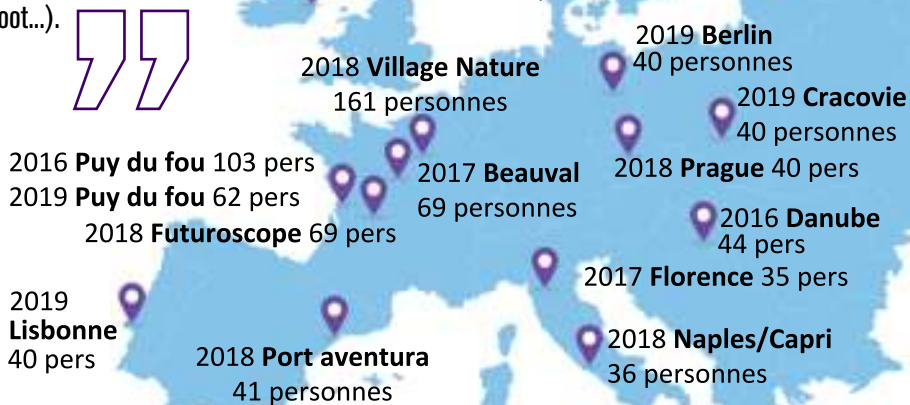 oot...).
2019 Berlin
40 personnes
2018 Village Nature
161 personnes
2019 Cracovie
40 personnes
2016 Puy du fou 103 pers
2019 Puy du fou 62 pers
2017 Beauval
69 personnes
2018 Prague 40 pers
2018 Futuroscope 69 pers
2016 Danube
44 pers
2017 Florence 35 pers
2019
Lisbonne
40 pers
2018 Port aventura
41 personnes
2018 Naples/Capri
36 personnes